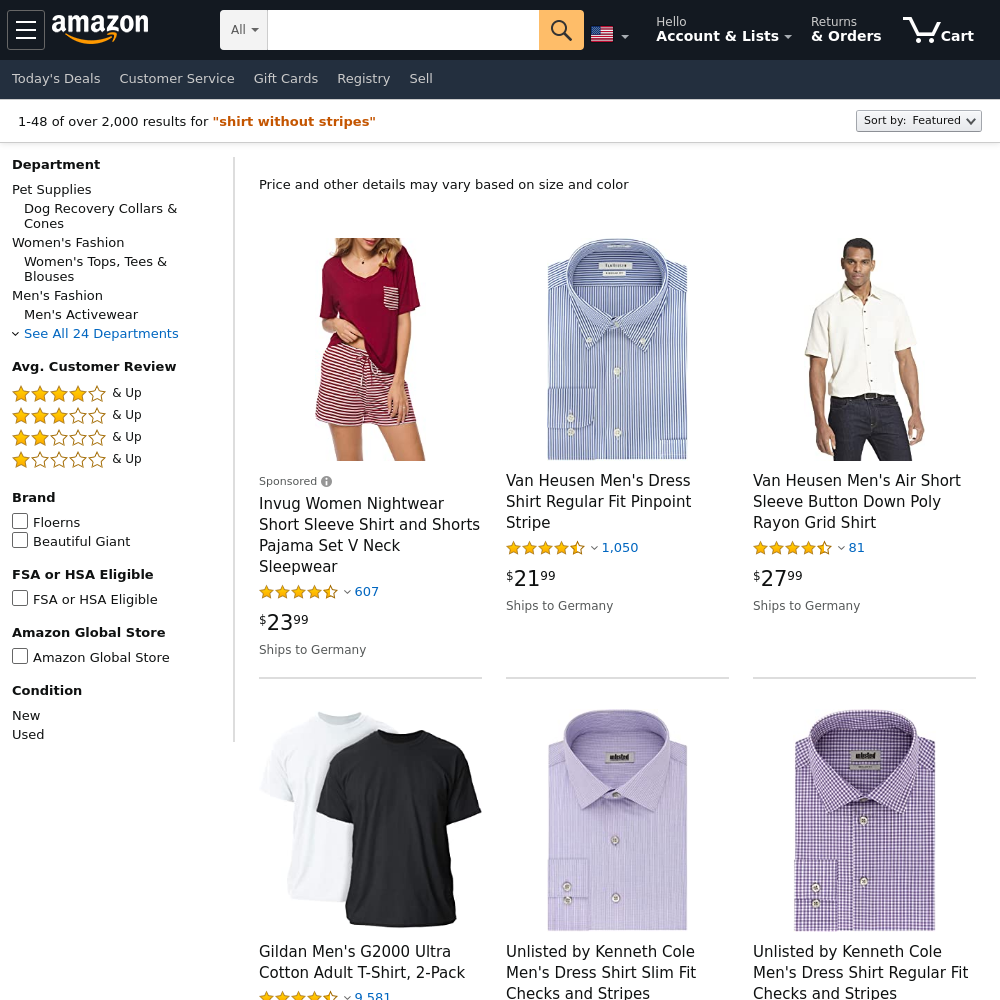 amazon
All
Hello
Account & Lists
Returns
& Orders
Cart
Today's Deals
Customer Service
Gift Cards
Registry
Sell
1-48 of over 2,000 results for "shirt without stripes"
Sort by: Featured
Department
Pet Supplies
Dog Recovery Collars &
Cones
Women's Fashion
Women's Tops, Tees &
Blouses
Men's Fashion
Men's Activewear
See All 24 Departments
Avg. Customer Review
& Up
& Up
& Up
& Up
Brand
Floerns
Beautiful Giant
FSA or HSA Eligible
FSA or HSA Eligible
Amazon Global Store
Amazon Global Store
Condition
New
Used
Price and other details may vary based on size and color
Sponsored
Invug Women Nightwear
Short Sleeve Shirt and Shorts
Pajama Set V Neck
Sleepwear
607
$2399
Ships to Germany
Van Heusen Men's Dress
Shirt Regular Fit Pinpoint
Stripe
1,050
$2199
Ships to Germany
Van Heusen Men's Air Short
Sleeve Button Down Poly
Rayon Grid Shirt
81
$2799
Ships to Germany
Gildan Men's G2000 Ultra
Cotton Adult T-Shirt, 2-Pack
9,581
unlisted
Unlisted by Kenneth Cole
Men's Dress Shirt Slim Fit
Checks and Stripes
unlisted
Unlisted by Kenneth Cole
Men's Dress Shirt Regular Fit
Checks and Stripes